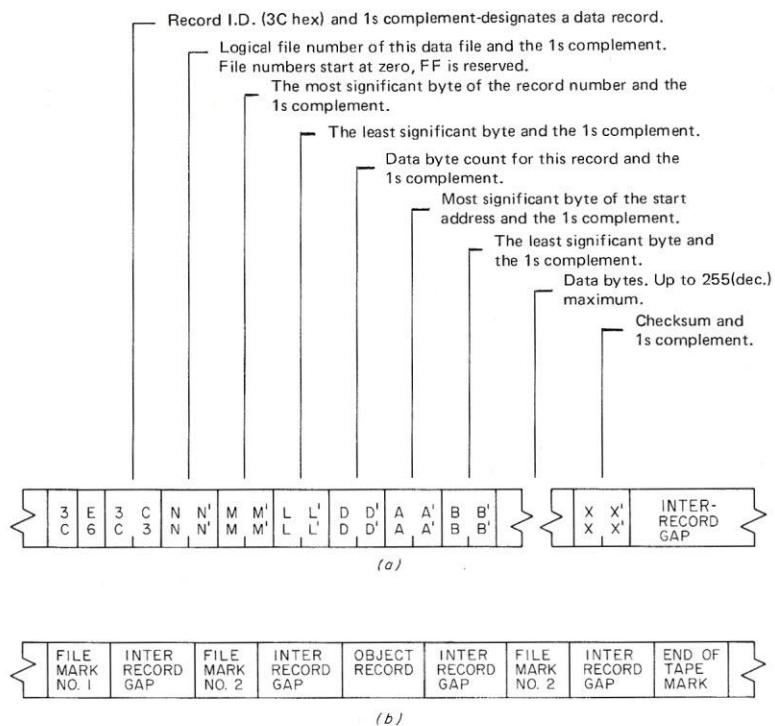 Record I.D. (3C hex) and 1s complement-designates a data record.
Logical file number of this data file and the 1s complement.
File numbers start at zero, FF is reserved.
The most significant byte of the record number and the
1s complement.
The least significant byte and the 1s complement.
Data byte count for this record and the
1s complement.
Most significant byte of the start
address and the 1s complement.
The least significant byte and
the 1s complement.
Data bytes. Up to 255(dec.)
maximum.
Checksum and
1s complement.
3 E 3 C N N' M M' L L' D D' A A' B B' X X' INTER-
C 6 C 3 N N' M M' L L' D D' A A' B B' X X' RECORD
GAP
(a)
FILE INTER FILE INTER OBJECT INTER FILE INTER END OF
MARK RECORD MARK RECORD RECORD RECORD MARK RECORD TAPE
NO. 1 GAP NO. 2 GAP GAP NO. 2 GAP MARK
(b)